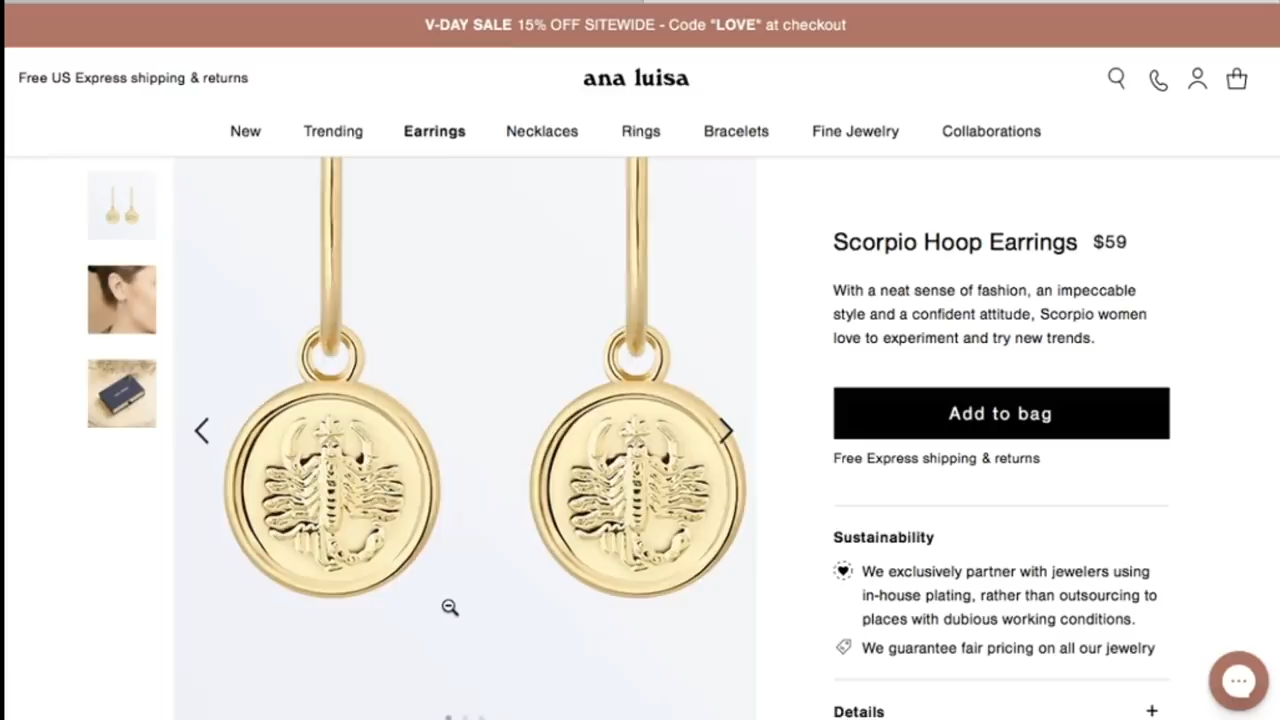 V-DAY SALE 15% OFF SITEWIDE - Code "LOVE" at checkout
Free US Express shipping & returns
ana luisa
New Trending Earrings Necklaces Rings Bracelets Fine Jewelry Collaborations
Scorpio Hoop Earrings $59
With a neat sense of fashion, an impeccable
style and a confident attitude, Scorpio women
love to experiment and try new trends.
Add to bag
Free Express shipping & returns
Sustainability
We exclusively partner with jewelers using
in-house plating, rather than outsourcing to
places with dubious working conditions.
We guarantee fair pricing on all our jewelry
Details +